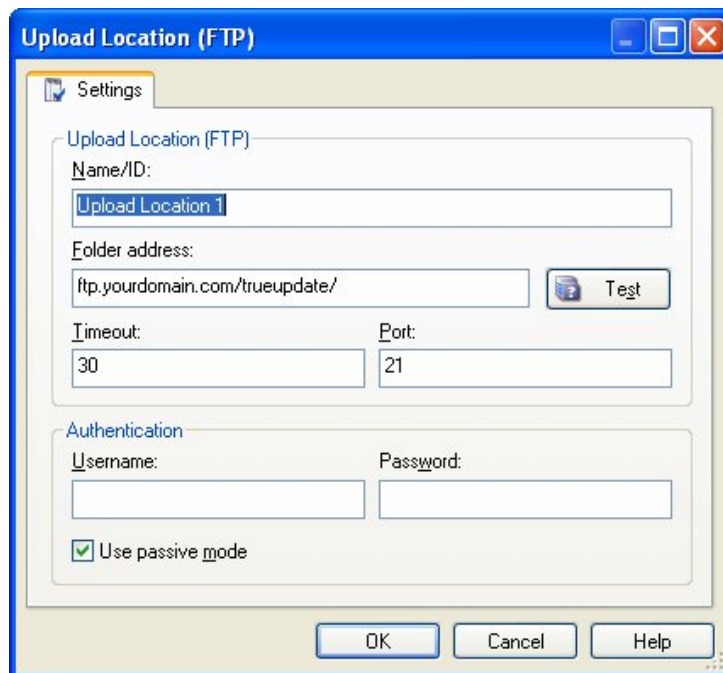 Upload Location (FTP)
Settings
Upload Location (FTP)
Name/ID:
Upload Location 1
Folder address:
ftp.yourdomain.com/trueupdate/
Test
Timeout: Port:
30 21
Authentication
Username: Password:
Use passive mode
OK Cancel Help